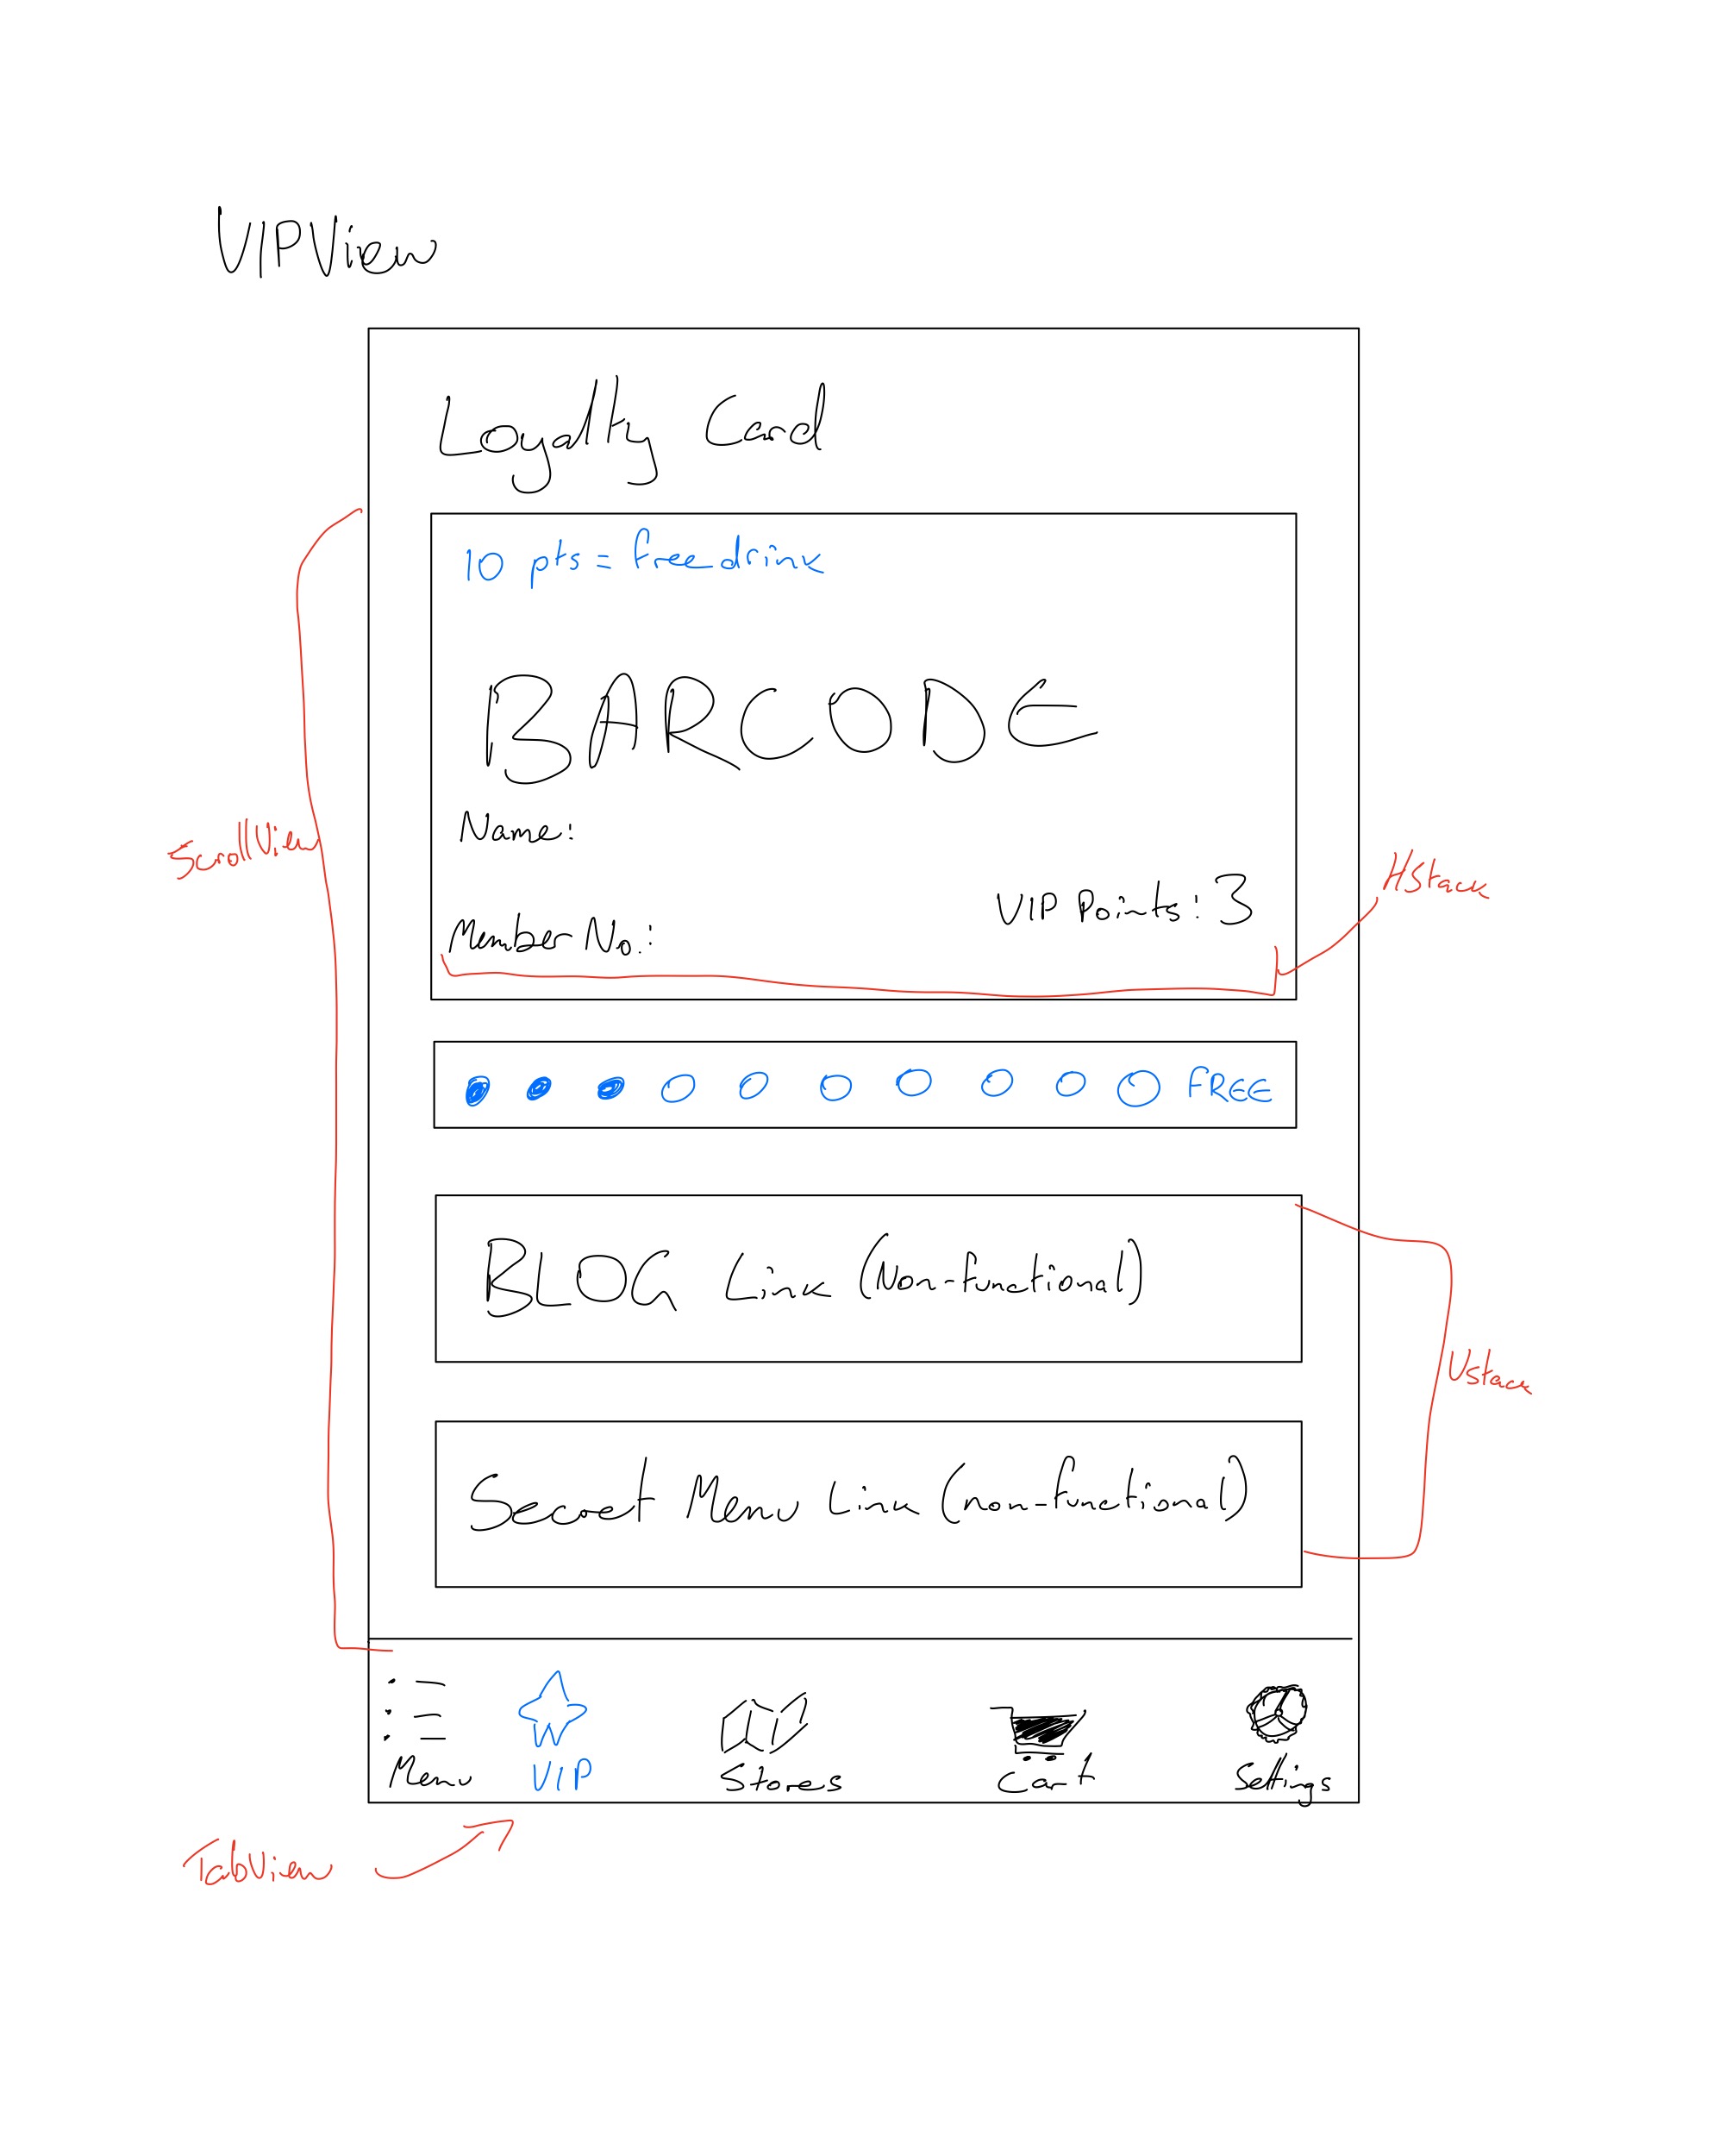 VIPView
Loyalty Card
10 pts = free drink
BARCODE
Name:
ScrollView
HStack
VIP Points: 3
Member No.:
FREE
BLOG Link (Non-functional)
Vstack
Secret Menu Link (non-functional)
Menu VIP Stores Cart Settings
TabView